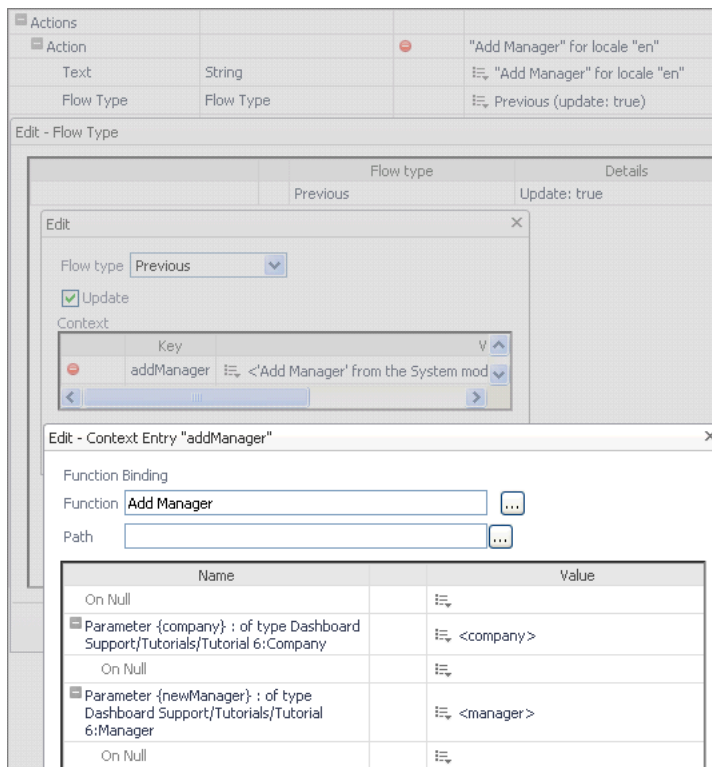 Actions
Action "Add Manager" for locale "en"
Text String "Add Manager" for locale "en"
Flow Type Flow Type Previous (update: true)
Edit - Flow Type
Flow type Details
Previous Update: true
Edit
Flow type Previous
Update
Context
Key V
addManager <'Add Manager' from the System mod
Edit - Context Entry "addManager"
Function Binding
Function Add Manager ...
Path ...
Name Value
On Null
Parameter {company} : of type Dashboard
Support/Tutorials/Tutorial 6:Company <company>
On Null
Parameter {newManager} : of type
Dashboard Support/Tutorials/Tutorial <manager>
6:Manager
On Null